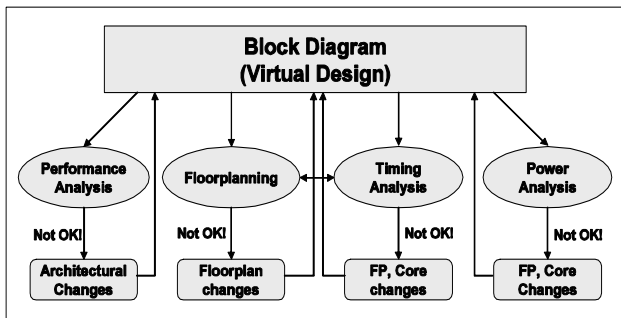 Block Diagram
(Virtual Design)
Performance
Analysis
Floorplanning
Timing
Analysis
Power
Analysis
Not OK!
Not OK!
Not OK!
Not OK!
Architectural
Changes
Floorplan
changes
FP, Core
changes
FP, Core
Changes